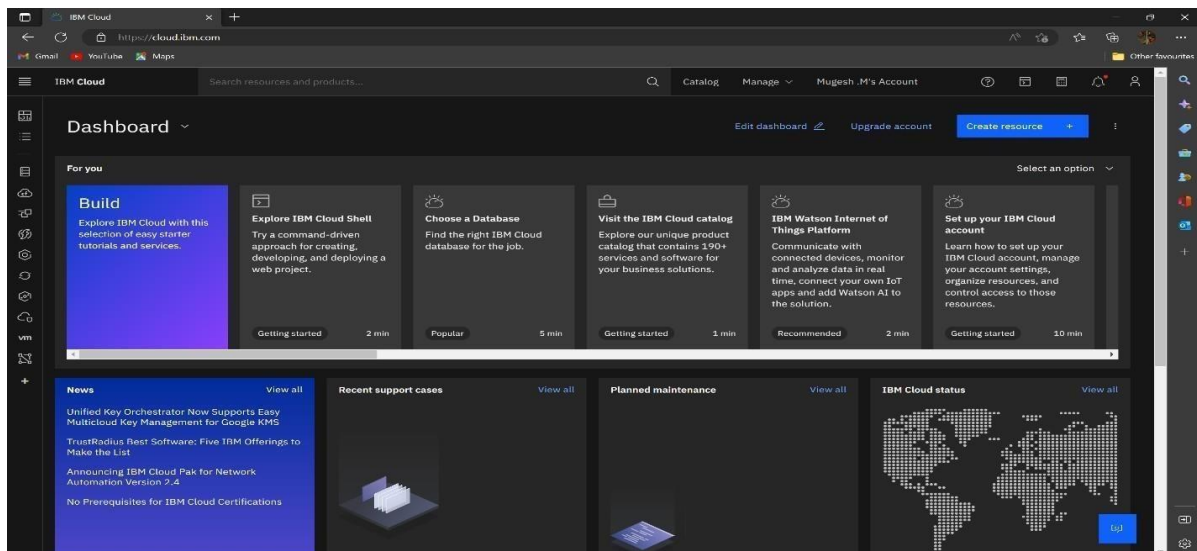 IBM Cloud
https://cloud.ibm.com
Gmail YouTube Maps
Other favourites
IBM Cloud
Search resources and products...
Catalog
Manage
Mugesh .M's Account
Dashboard
Edit dashboard
Upgrade account
Create resource +
For you
Select an option
Build
Explore IBM Cloud with this
selection of easy starter
tutorials and services.
Explore IBM Cloud Shell
Try a command-driven
approach for creating,
developing, and deploying a
web project.
Getting started
2 min
Choose a Database
Find the right IBM Cloud
database for the job.
Popular
5 min
Visit the IBM Cloud catalog
Explore our unique product
catalog that contains 190+
services and software for
your business solutions.
Getting started
1 min
IBM Watson Internet of
Things Platform
Communicate with
connected devices, monitor
and analyze data in real
time, connect your own IoT
apps and add Watson AI to
the solution.
Recommended
2 min
Set up your IBM Cloud
account
Learn how to set up your
IBM Cloud account, manage
your account settings,
organize resources, and
control access to those
resources.
Getting started
10 min
vm
News
View all
Unified Key Orchestrator Now Supports Easy
Multicloud Key Management for Google KMS
TrustRadius Best Software: Five IBM Offerings to
Make the List
Announcing IBM Cloud Pak for Network
Automation Version 2.4
No Prerequisites for IBM Cloud Certifications
Recent support cases
View all
Planned maintenance
View all
IBM Cloud status
View all